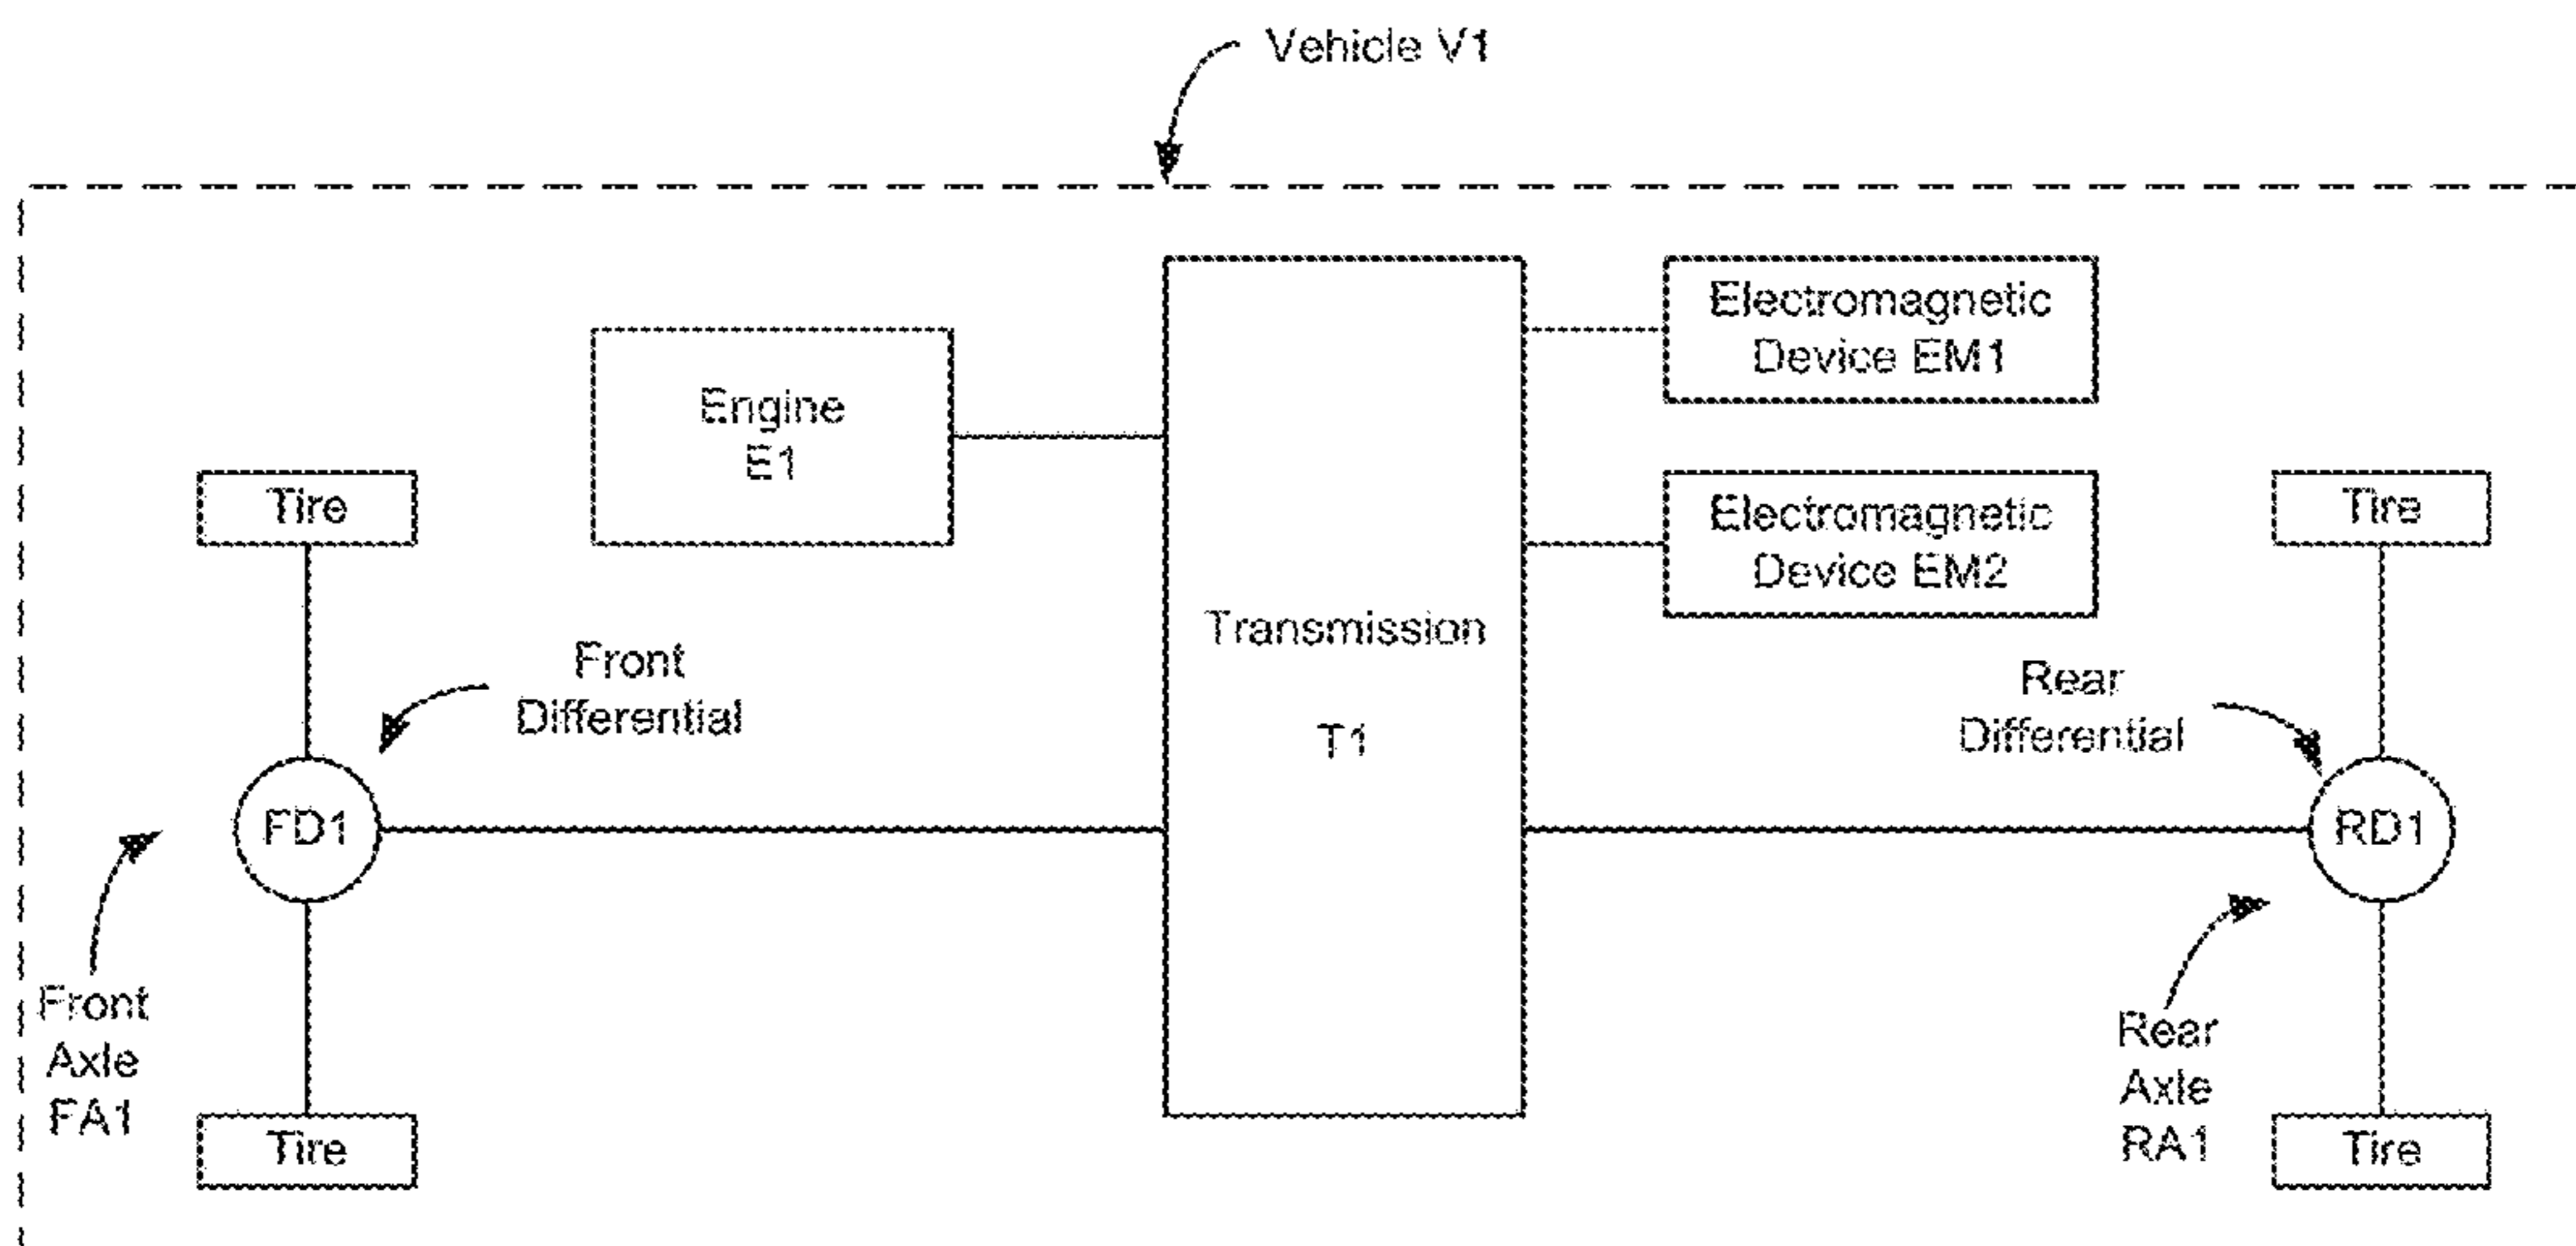 Vehicle V1
Electromagnetic
Device EM1
Engine
E1
Tire
Electromagnetic
Device EM2
Tire
Transmission
T1
Front
Differential
Rear
Differential
FD1
RD1
Front
Axle
FA1
Rear
Axle
RA1
Tire
Tire